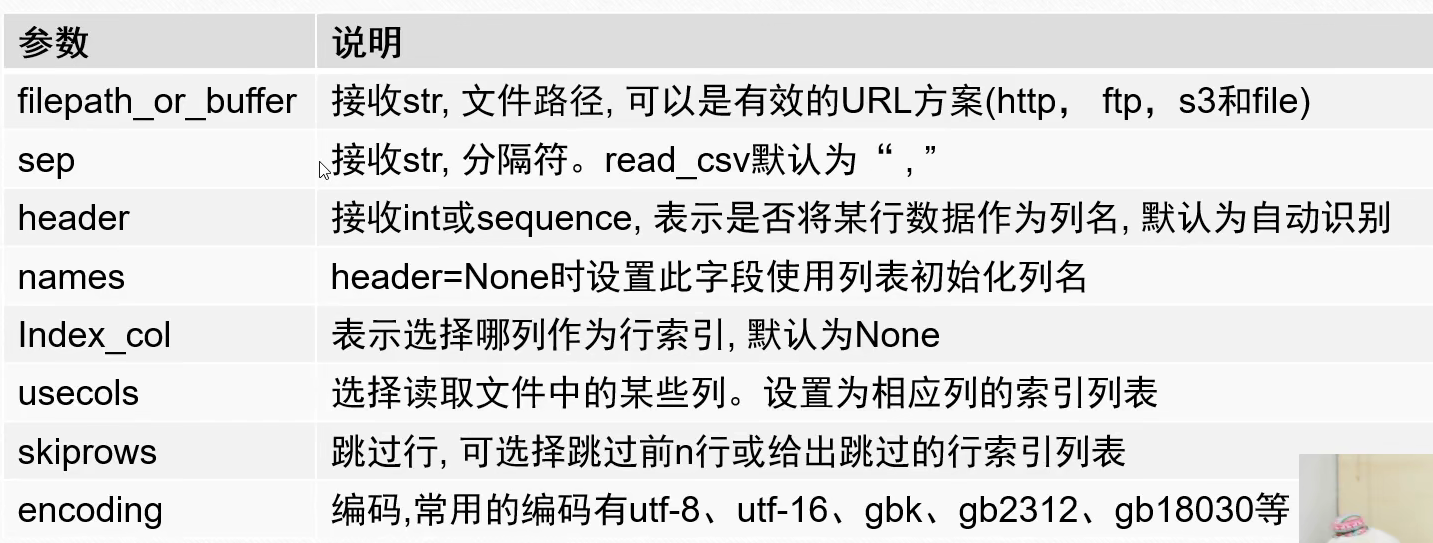 参数 说明
filepath_or_buffer 接收str, 文件路径, 可以是有效的URL方案(http， ftp，s3和file)
sep 接收str, 分隔符。read_csv默认为“ , ”
header 接收int或sequence, 表示是否将某行数据作为列名, 默认为自动识别
names header=None时设置此字段使用列表初始化列名
Index_col 表示选择哪列作为行索引, 默认为None
usecols 选择读取文件中的某些列。设置为相应列的索引列表
skiprows 跳过行, 可选择跳过前n行或给出跳过的行索引列表
encoding 编码,常用的编码有utf-8、utf-16、gbk、gb2312、gb18030等